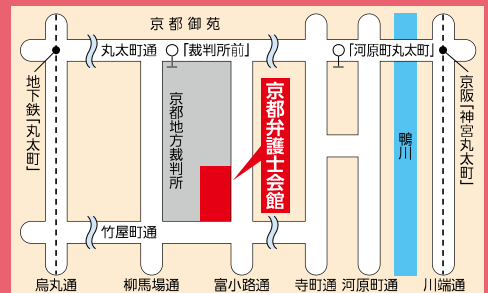 京都御苑
丸太町通
「裁判所前」
「河原町丸太町」
地下鉄「丸太町」
京都地方裁判所
京都弁護士会館
鴨川
京阪「神宮丸太町」
竹屋町通
烏丸通
柳馬場通
富小路通
寺町通
河原町通
川端通